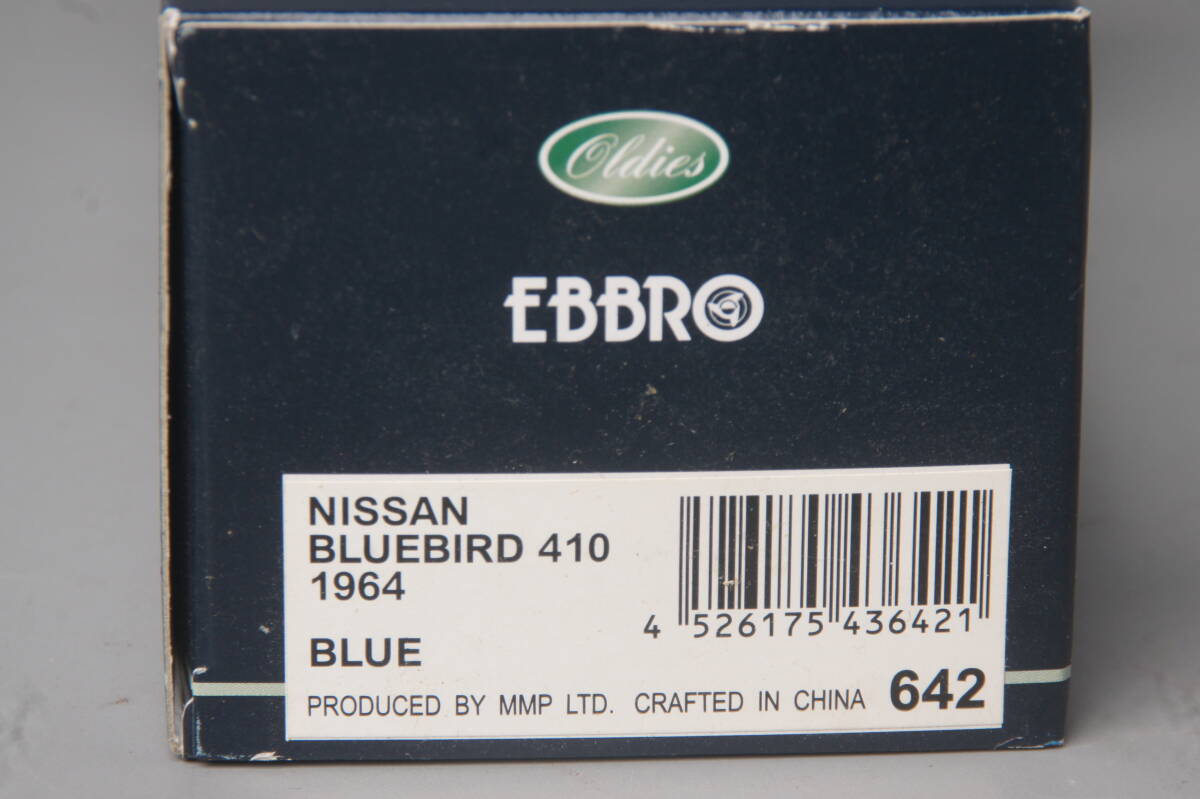 Oldies
EBBRO
NISSAN
BLUEBIRD 410
1964
BLUE
4 526175 436421
PRODUCED BY MMP LTD. CRAFTED IN CHINA 642